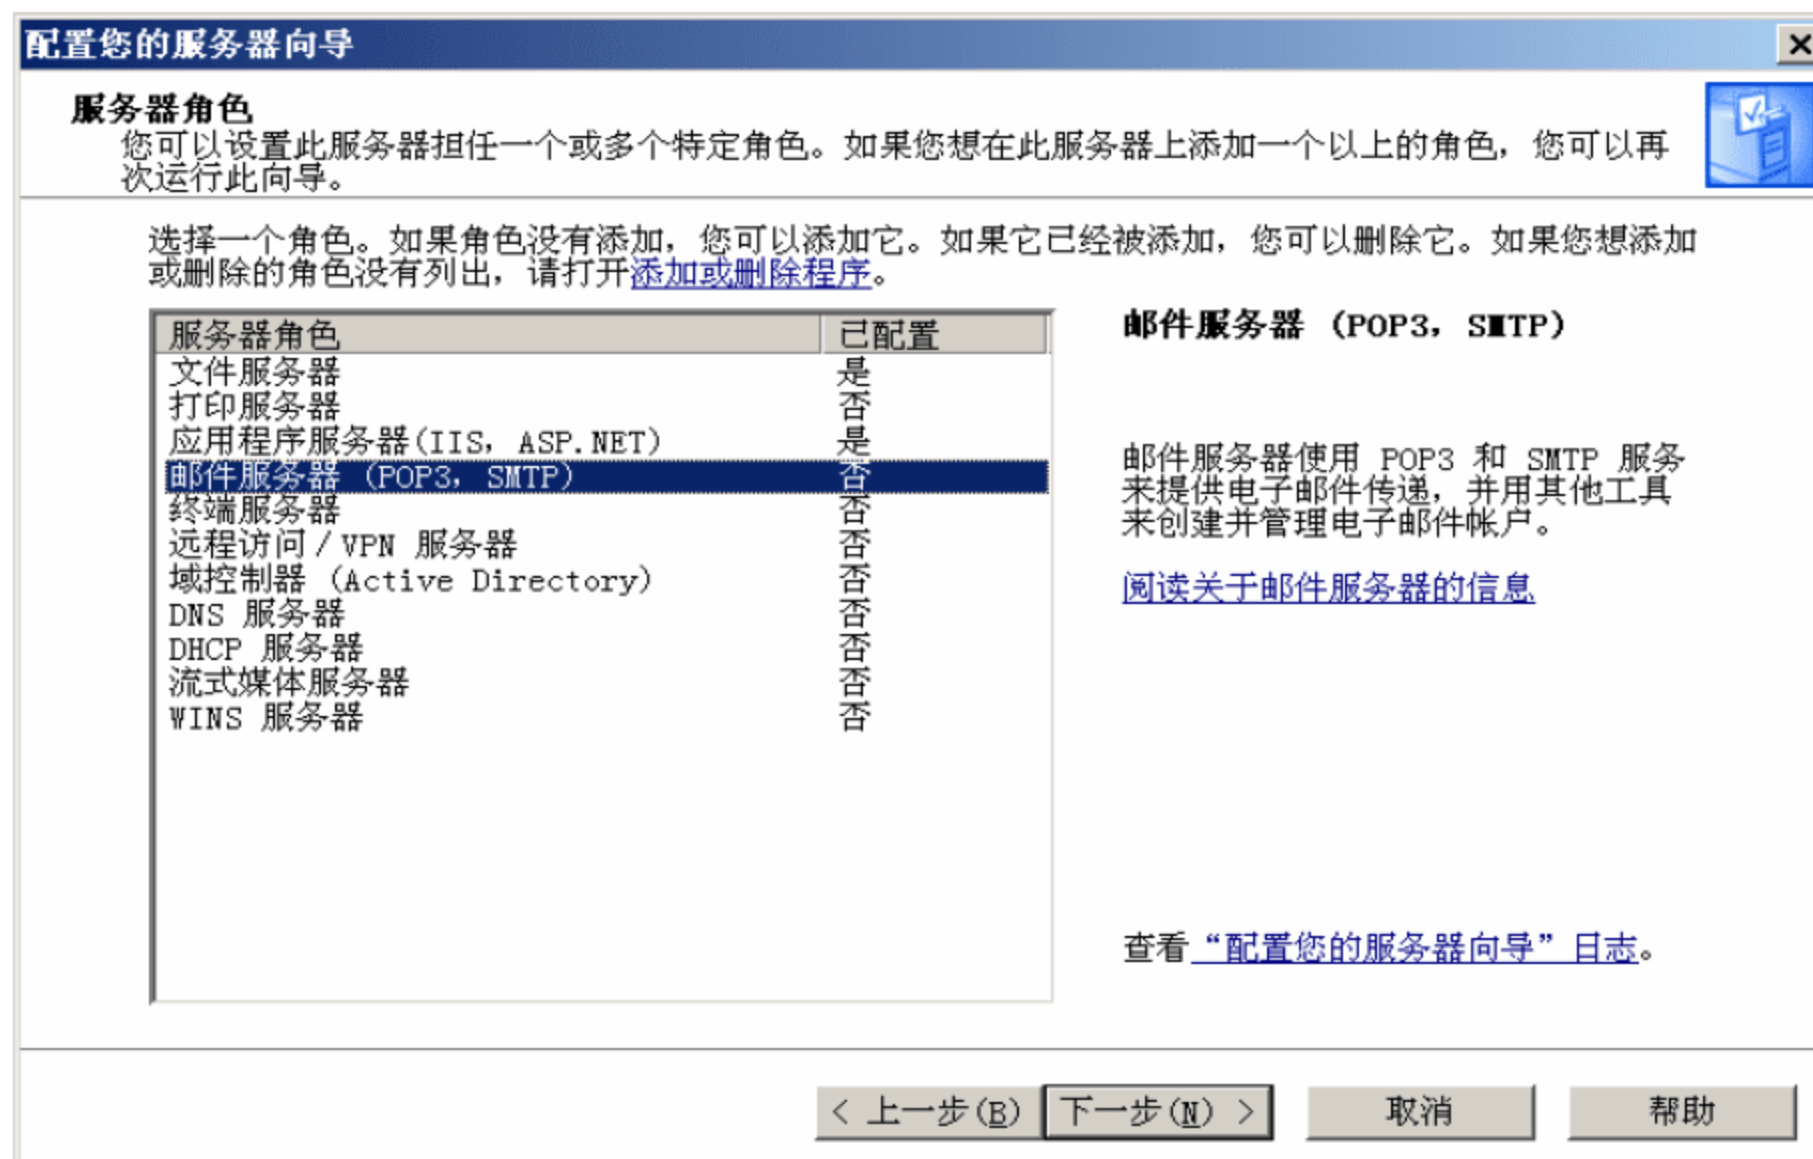 配置您的服务器向导
服务器角色
您可以设置此服务器担任一个或多个特定角色。如果您想在此服务器上添加一个以上的角色，您可以再
次运行此向导。
选择一个角色。如果角色没有添加，您可以添加它。如果它已经被添加，您可以删除它。如果您想添加
或删除的角色没有列出，请打开添加或删除程序。
服务器角色 已配置
文件服务器 是
打印服务器 否
应用程序服务器(IIS, ASP.NET) 是
邮件服务器 (POP3, SMTP) 否
终端服务器 否
远程访问/VPN 服务器 否
域控制器 (Active Directory) 否
DNS 服务器 否
DHCP 服务器 否
流式媒体服务器 否
WINS 服务器 否
邮件服务器 (POP3, SMTP)
邮件服务器使用 POP3 和 SMTP 服务
来提供电子邮件传递，并用其他工具
来创建并管理电子邮件帐户。
阅读关于邮件服务器的信息
查看“配置您的服务器向导”日志。
< 上一步(B) 下一步(N) > 取消 帮助